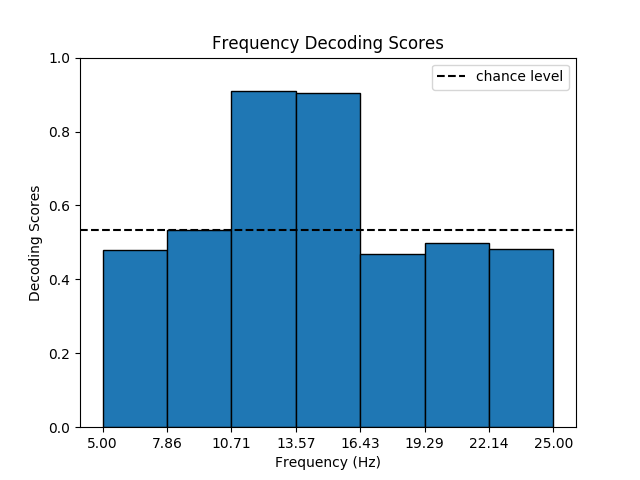 Frequency Decoding Scores
chance level
Decoding Scores
1.0
0.8
0.6
0.4
0.2
0.0
5.00 7.86 10.71 13.57 16.43 19.29 22.14 25.00
Frequency (Hz)